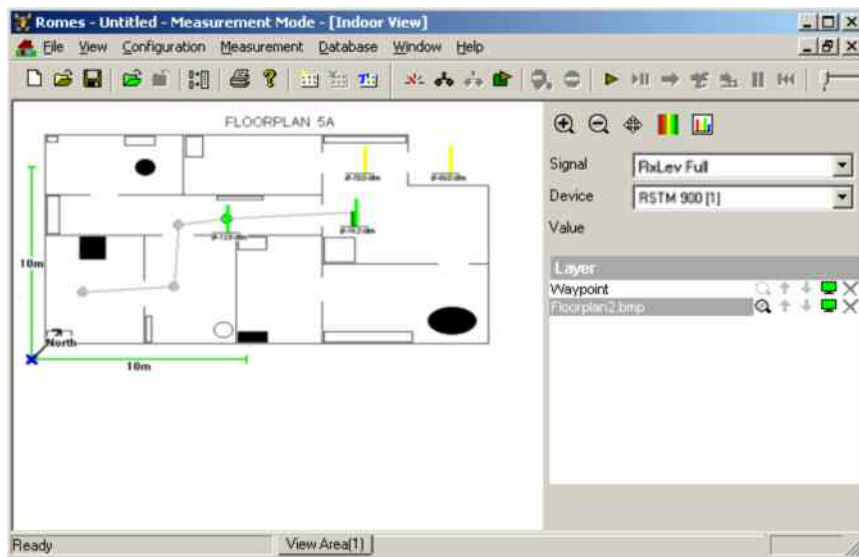 Romes - Untitled - Measurement Mode - [Indoor View]
File View Configuration Measurement Database Window Help
FLOORPLAN 5A
Signal RxLev Full
Device RSTM 900 [1]
Value
Layer
Waypoint
Floorplan2.bmp
10m
North
10m
Ready View Area(1)